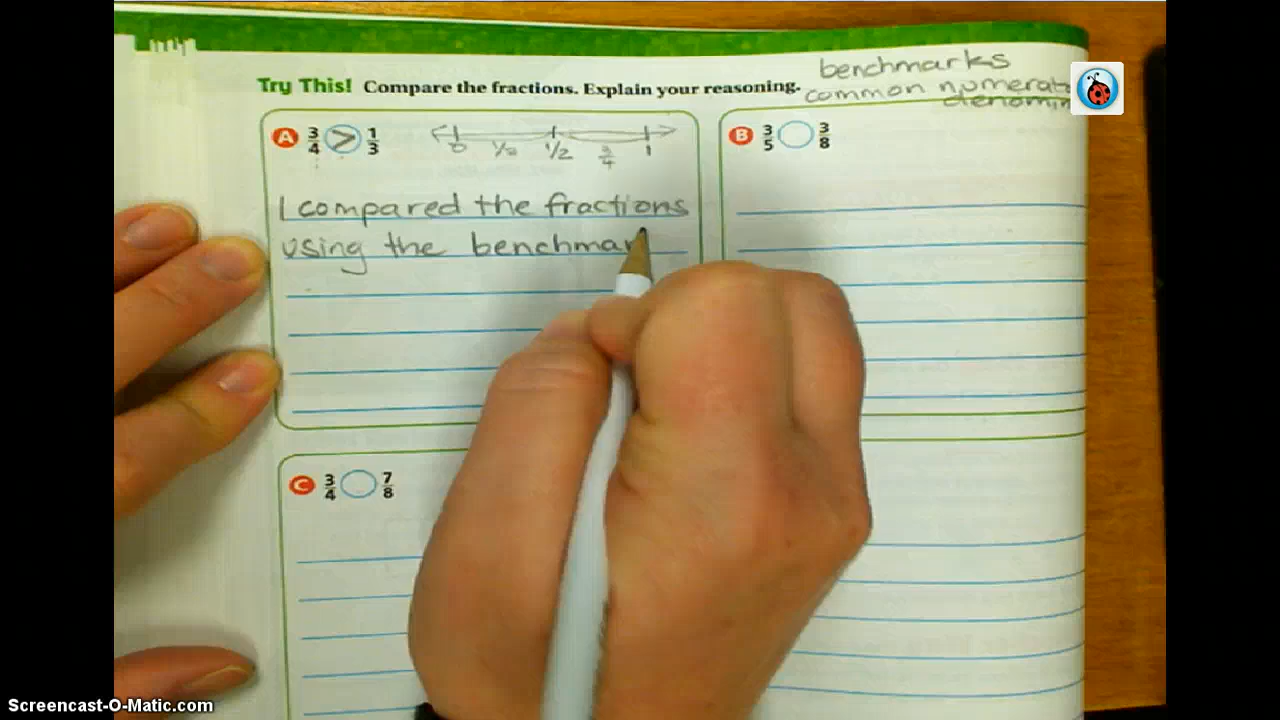 benchmarks
Try This! Compare the fractions. Explain your reasoning.
common numerat
denomin
A 3/4 > 1/3
0 1/3 1/2 3/4 1
I compared the fractions
using the benchmar
B 3/5 3/8
C 3/4 7/8
Screencast-O-Matic.com